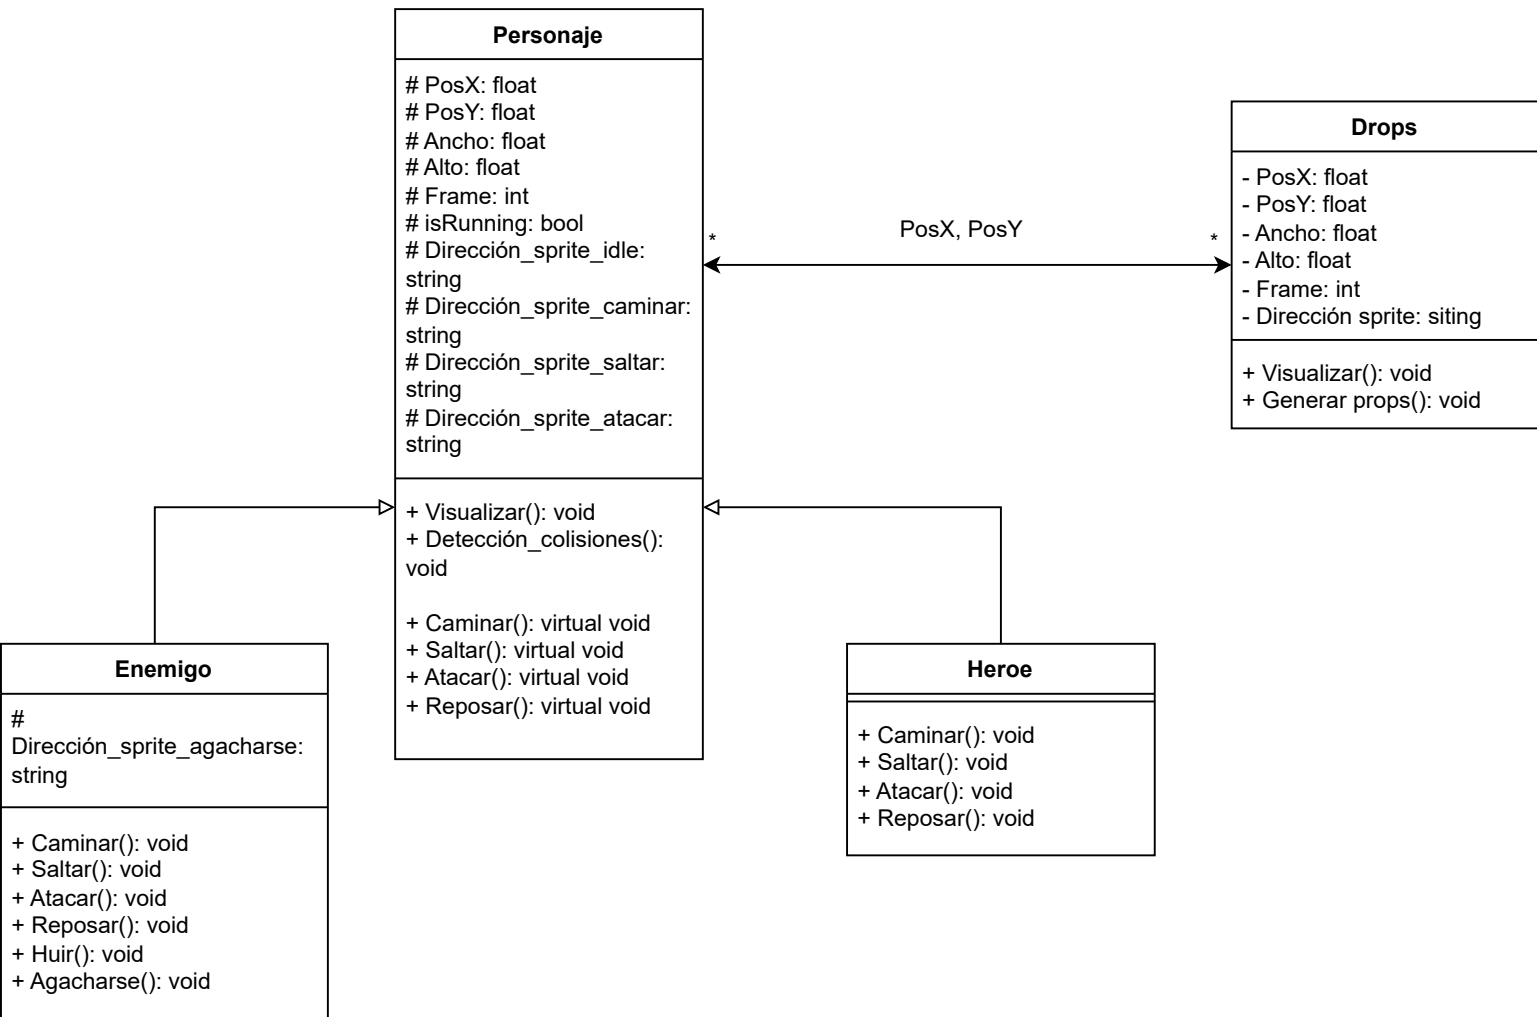 Personaje
# PosX: float
# PosY: float
# Ancho: float
# Alto: float
# Frame: int
# isRunning: bool
# Dirección_sprite_idle:
string
# Dirección_sprite_caminar:
string
# Dirección_sprite_saltar:
string
# Dirección_sprite_atacar:
string
+ Visualizar(): void
+ Detección_colisiones():
void
+ Caminar(): virtual void
+ Saltar(): virtual void
+ Atacar(): virtual void
+ Reposar(): virtual void
*
PosX, PosY
*
Drops
- PosX: float
- PosY: float
- Ancho: float
- Alto: float
- Frame: int
- Dirección sprite: siting
+ Visualizar(): void
+ Generar props(): void
Enemigo
#
Dirección_sprite_agacharse:
string
+ Caminar(): void
+ Saltar(): void
+ Atacar(): void
+ Reposar(): void
+ Huir(): void
+ Agacharse(): void
Heroe
+ Caminar(): void
+ Saltar(): void
+ Atacar(): void
+ Reposar(): void